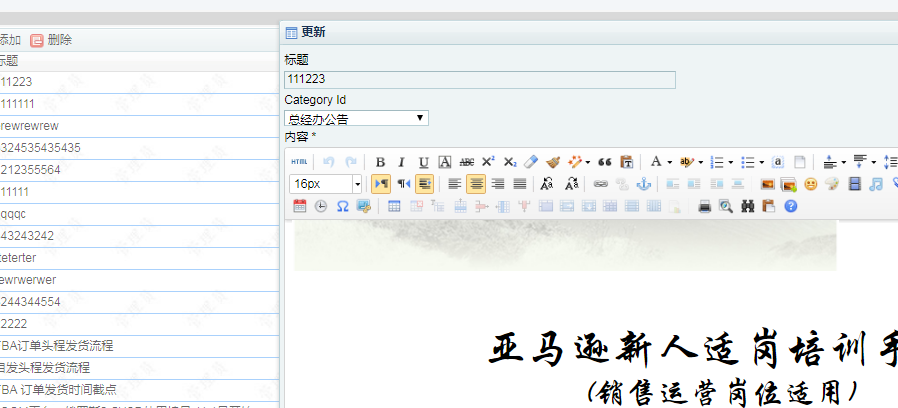 添加 删除
标题
11223
111111
rewrewrew
324535435435
212355564
11111
qqqc
43243242
teterter
ewrwerwer
244344554
2222
BA订单头程发货流程
自发头程发货流程
BA 订单发货时间截点
更新
标题
111223
Category Id
总经办公告
内容 *
HTML B I U A ABC X² X₂ A ab a
16px
亚马逊新人适岗培训手
(销售运营岗位适用)